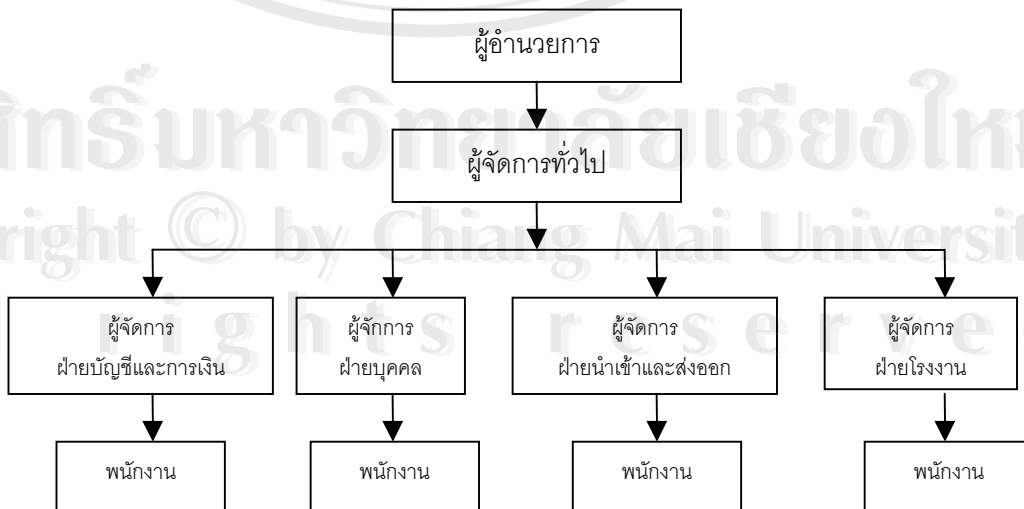 ผู้อำนวยการ
ผู้จัดการทั่วไป
ผู้จัดการ
ฝ่ายบัญชีและการเงิน
ผู้จักการ
ฝ่ายบุคคล
ผู้จัดการ
ฝ่ายนำเข้าและส่งออก
ผู้จัดการ
ฝ่ายโรงงาน
พนักงาน
พนักงาน
พนักงาน
พนักงาน
by Chiang Mai
rights reserve